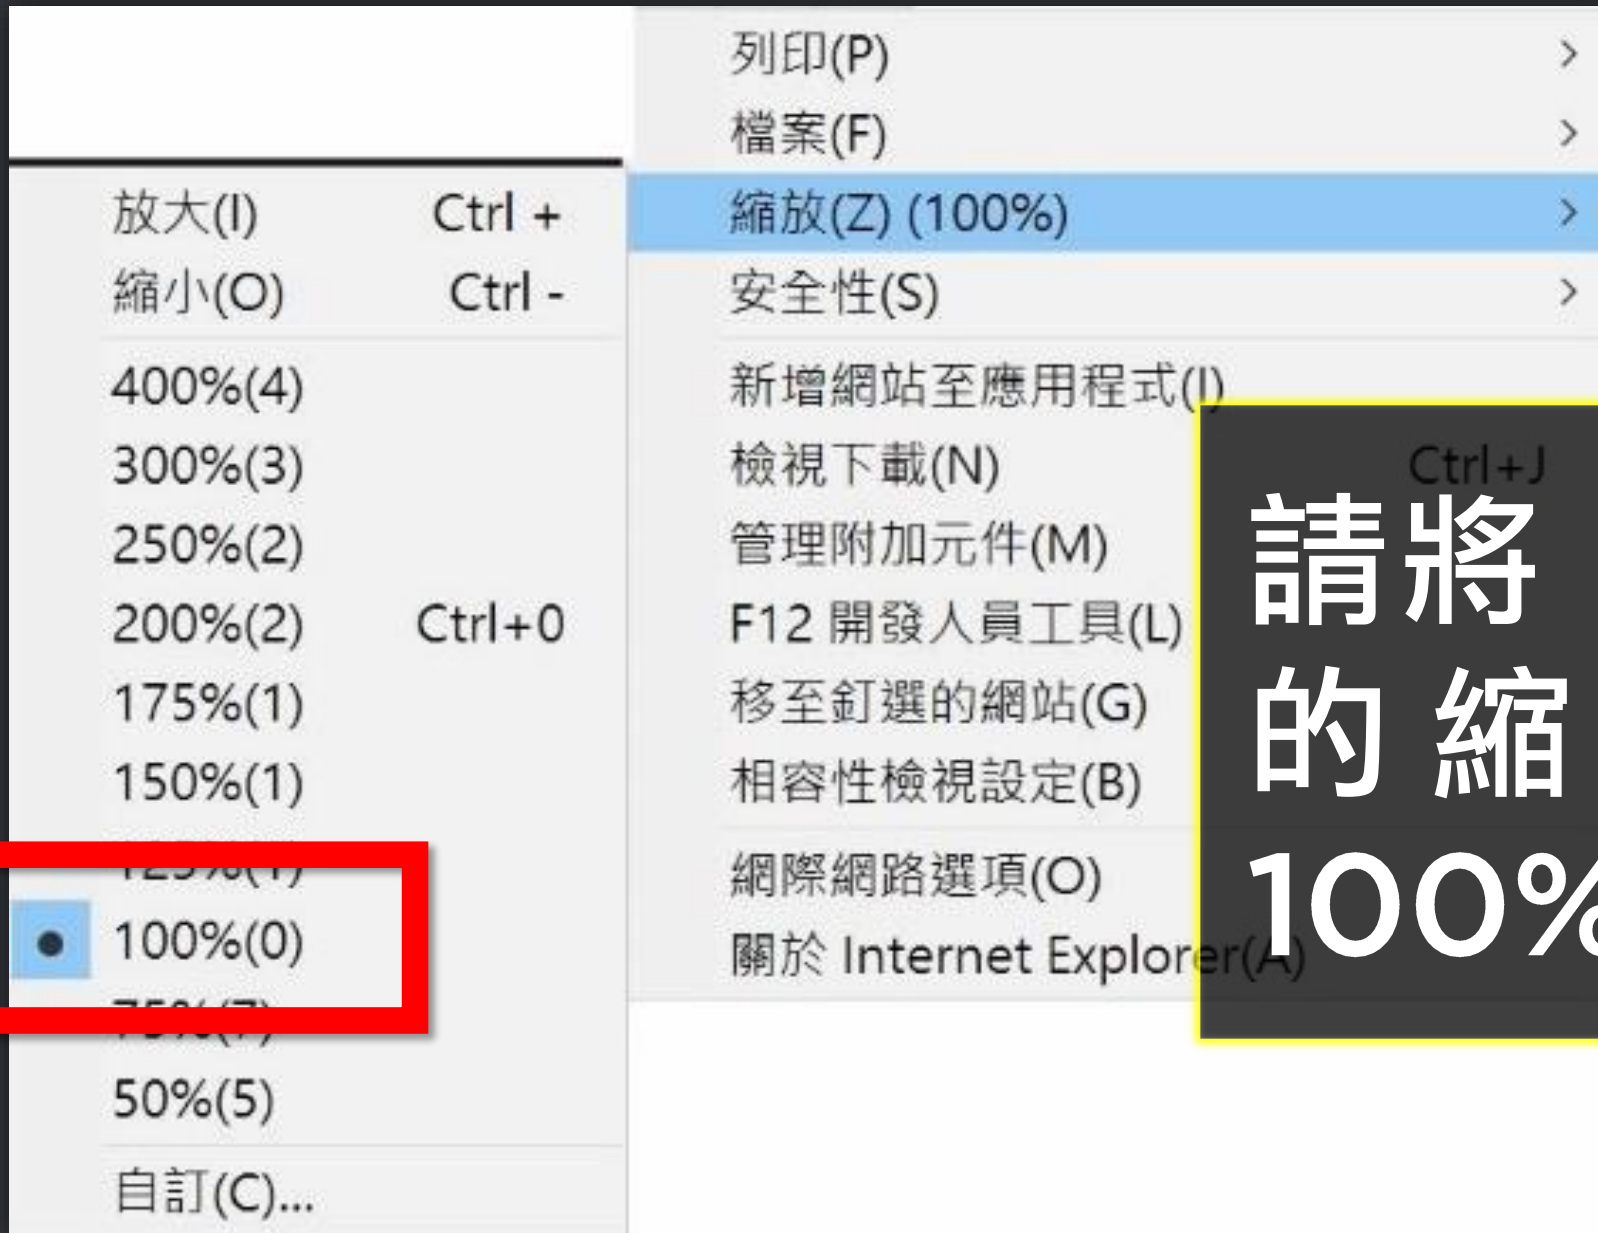 列印(P)
檔案(F)
縮放(Z) (100%)
安全性(S)
新增網站至應用程式(I)
檢視下載(N) Ctrl+J
管理附加元件(M)
F12 開發人員工具(L)
移至釘選的網站(G)
相容性檢視設定(B)
網際網路選項(O)
關於 Internet Explorer(A)
放大(I) Ctrl +
縮小(O) Ctrl -
400%(4)
300%(3)
250%(2)
200%(2) Ctrl+0
175%(1)
150%(1)
125%(1)
100%(0)
75%(7)
50%(5)
自訂(C)...
請將
的 縮
100%